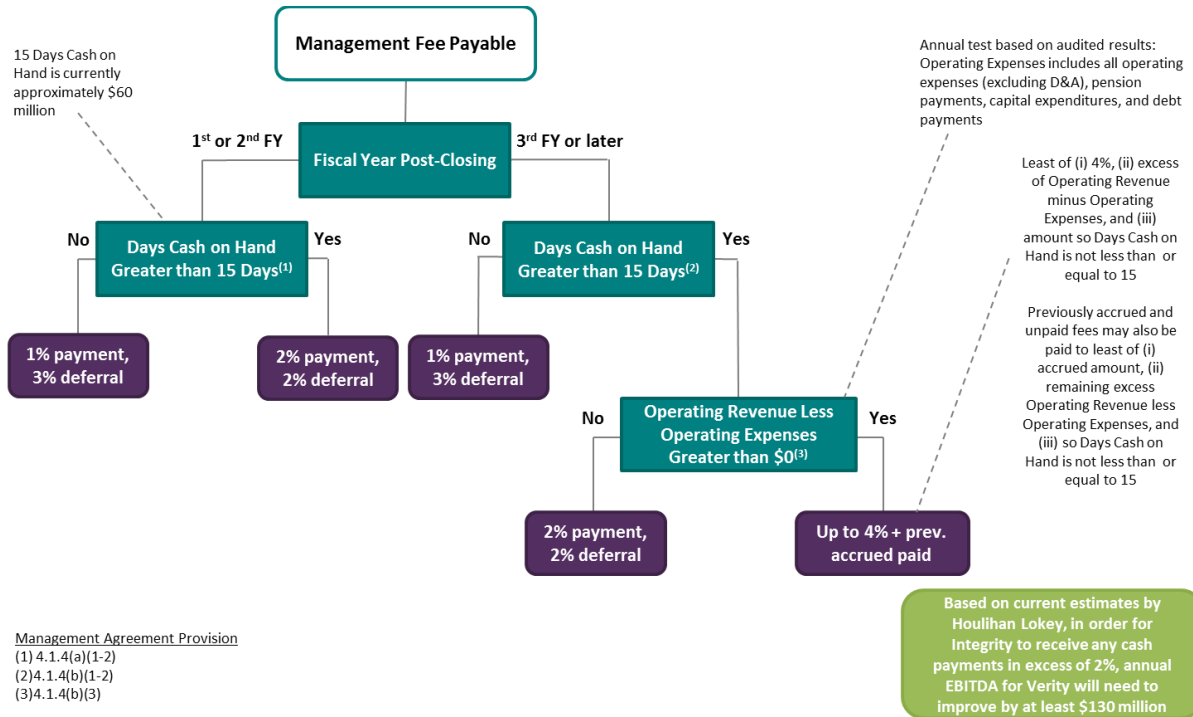 Management Fee Payable
15 Days Cash on
Hand is currently
approximately $60
million
Annual test based on audited results:
Operating Expenses includes all operating
expenses (excluding D&A), pension
payments, capital expenditures, and debt
payments
1st or 2nd FY
Fiscal Year Post-Closing
3rd FY or later
Least of (i) 4%, (ii) excess
of Operating Revenue
minus Operating
Expenses, and (iii)
amount so Days Cash on
Hand is not less than or
equal to 15
No
Days Cash on Hand
Greater than 15 Days(1)
Yes
No
Days Cash on Hand
Greater than 15 Days(2)
Yes
1% payment,
3% deferral
2% payment,
2% deferral
1% payment,
3% deferral
Previously accrued and
unpaid fees may also be
paid to least of (i)
accrued amount, (ii)
remaining excess
Operating Revenue less
Operating Expenses, and
(iii) so Days Cash on
Hand is not less than or
equal to 15
No
Operating Revenue Less
Operating Expenses
Greater than $0(3)
Yes
2% payment,
2% deferral
Up to 4% + prev.
accrued paid
Based on current estimates by
Houlihan Lokey, in order for
Integrity to receive any cash
payments in excess of 2%, annual
EBITDA for Verity will need to
improve by at least $130 million
Management Agreement Provision
(1) 4.1.4(a)(1-2)
(2)4.1.4(b)(1-2)
(3)4.1.4(b)(3)